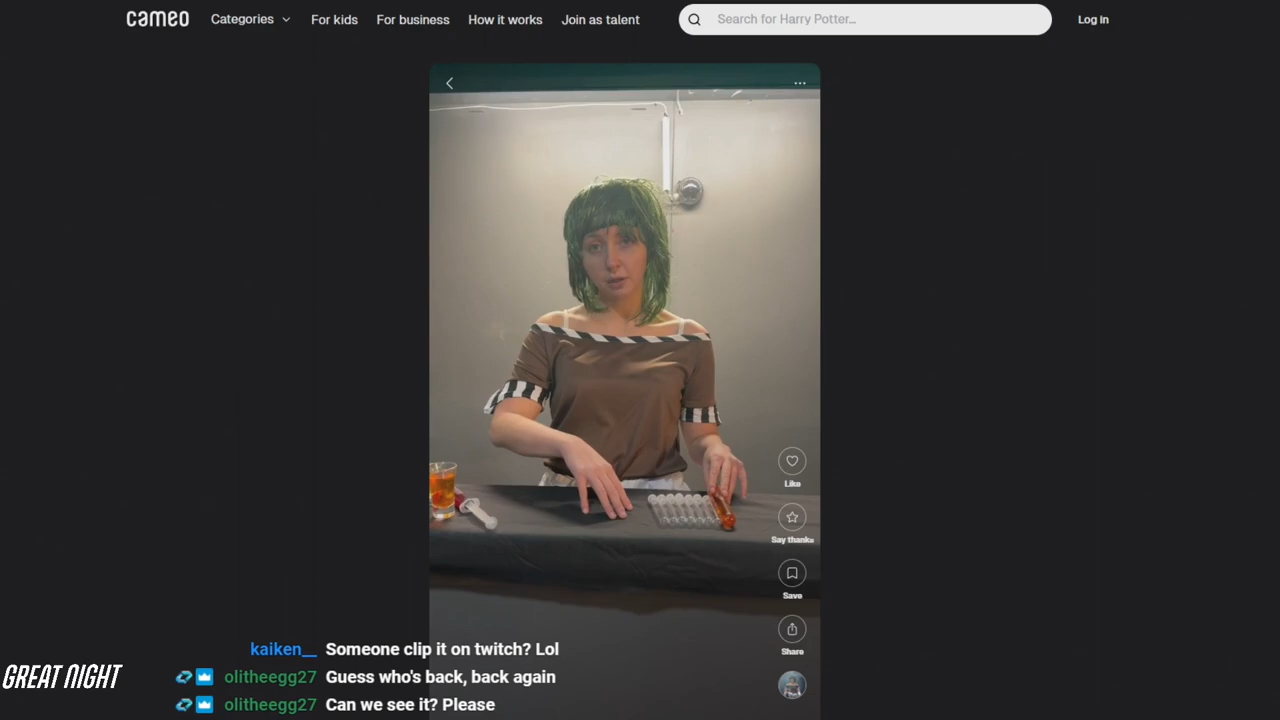 cameo
Categories
For kids
For business
How it works
Join as talent
Search for Harry Potter...
Log in
Like
Say thanks
Save
Share
kaiken__ Someone clip it on twitch? Lol
GREAT NIGHT
olitheegg27 Guess who's back, back again
olitheegg27 Can we see it? Please